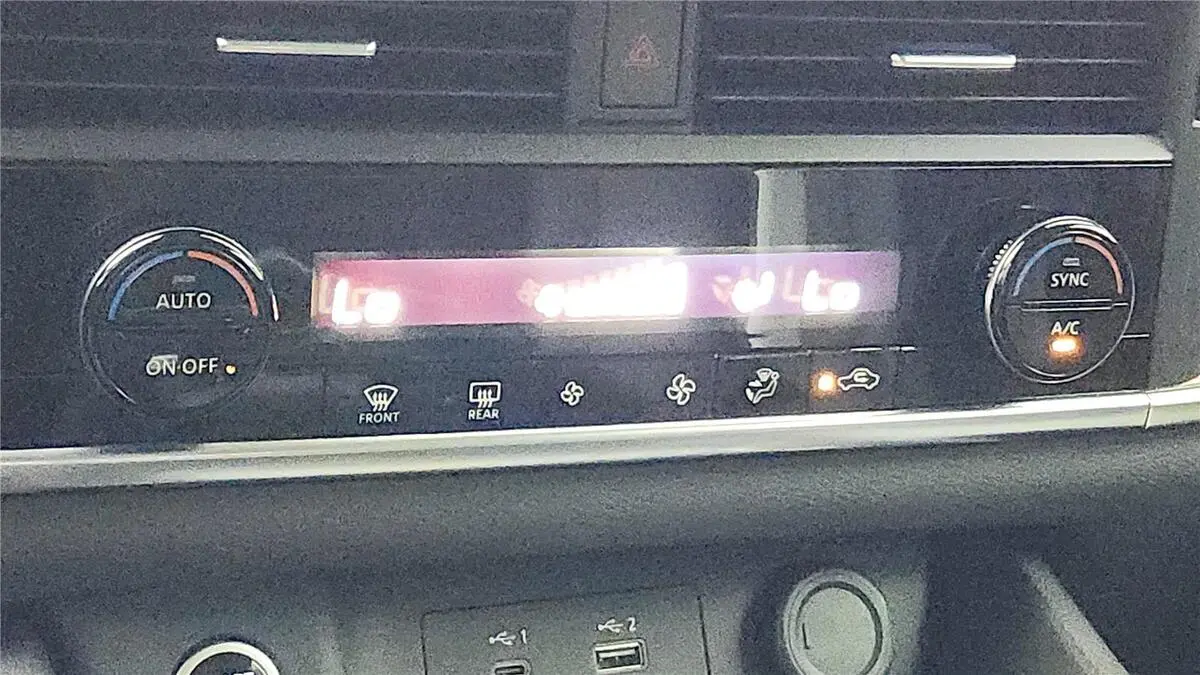 AUTO
ON·OFF
Lo
Lo
SYNC
A/C
FRONT
REAR
1
2